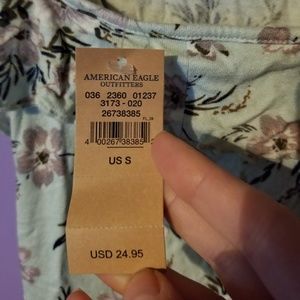 AMERICAN EAGLE
OUTFITTERS
036 2360 01237
3173 - 020
26738385
4 00267 38385
US S
USD 24.95